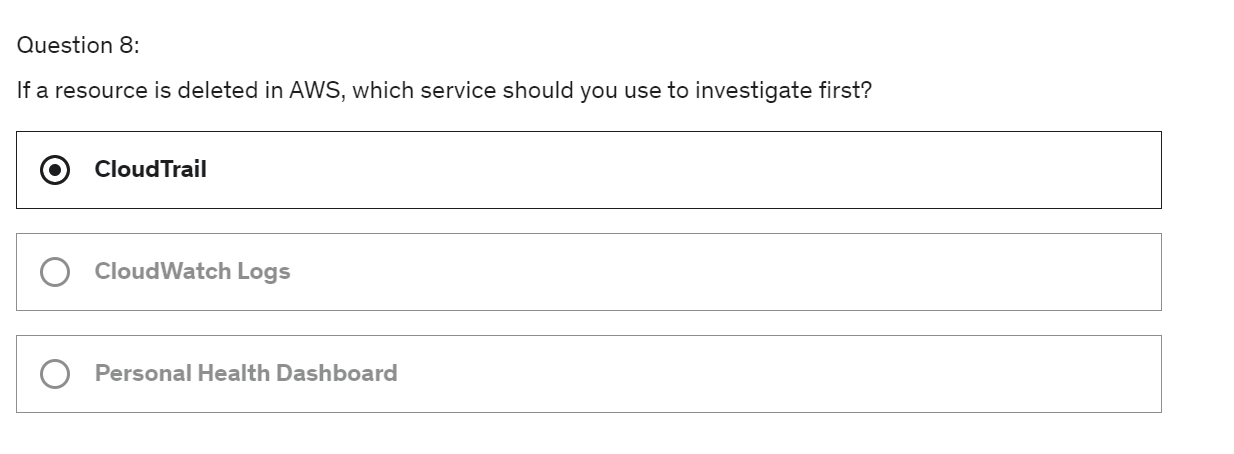 Question 8:
If a resource is deleted in AWS, which service should you use to investigate first?
CloudTrail
CloudWatch Logs
Personal Health Dashboard